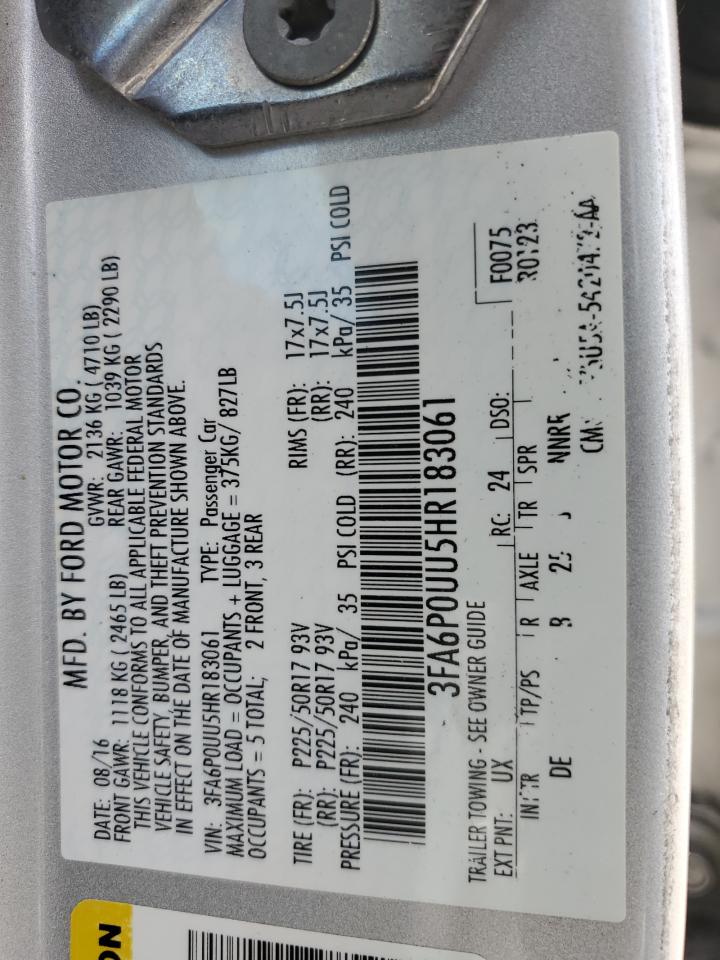 MFD. BY FORD MOTOR CO.
DATE: 08/16 GVWR: 2136 KG ( 4710 LB)
FRONT GAWR: 1118 KG ( 2465 LB) REAR GAWR: 1039 KG ( 2290 LB)
THIS VEHICLE CONFORMS TO ALL APPLICABLE FEDERAL MOTOR
VEHICLE SAFETY, BUMPER, AND THEFT PREVENTION STANDARDS
IN EFFECT ON THE DATE OF MANUFACTURE SHOWN ABOVE.
VIN: 3FA6P0UU5HR183061 TYPE: Passenger Car
MAXIMUM LOAD = OCCUPANTS + LUGGAGE = 375KG/ 827LB
OCCUPANTS = 5 TOTAL, 2 FRONT, 3 REAR
TIRE (FR): P225/50R17 93V RIMS (FR): 17x7.5J
(RR): P225/50R17 93V (RR): 17x7.5J
PRESSURE (FR): 240 kPa/ 35 PSI COLD (RR): 240 kPa/ 35 PSI COLD
3FA6P0UU5HR183061
TRAILER TOWING - SEE OWNER GUIDE F0075
EXT PNT: UX RC: 24 DSO:
TP/PS R AXLE TR SPR
DE
ON